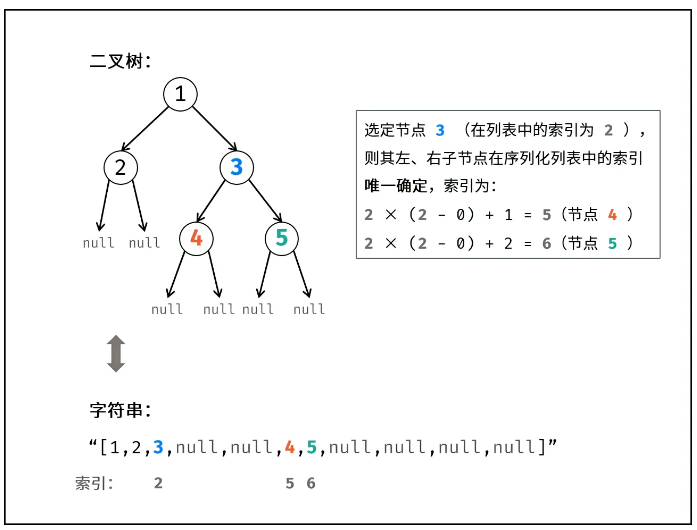 二叉树：
1
2
3
null
null
4
5
null
null
null
null
选定节点 3 （在列表中的索引为 2 ），
则其左、右子节点在序列化列表中的索引
唯一确定，索引为：
2 × (2 - 0) + 1 = 5（节点 4 ）
2 × (2 - 0) + 2 = 6（节点 5 ）
字符串：
“[1,2,3,null,null,4,5,null,null,null,null]”
索引： 2 5 6